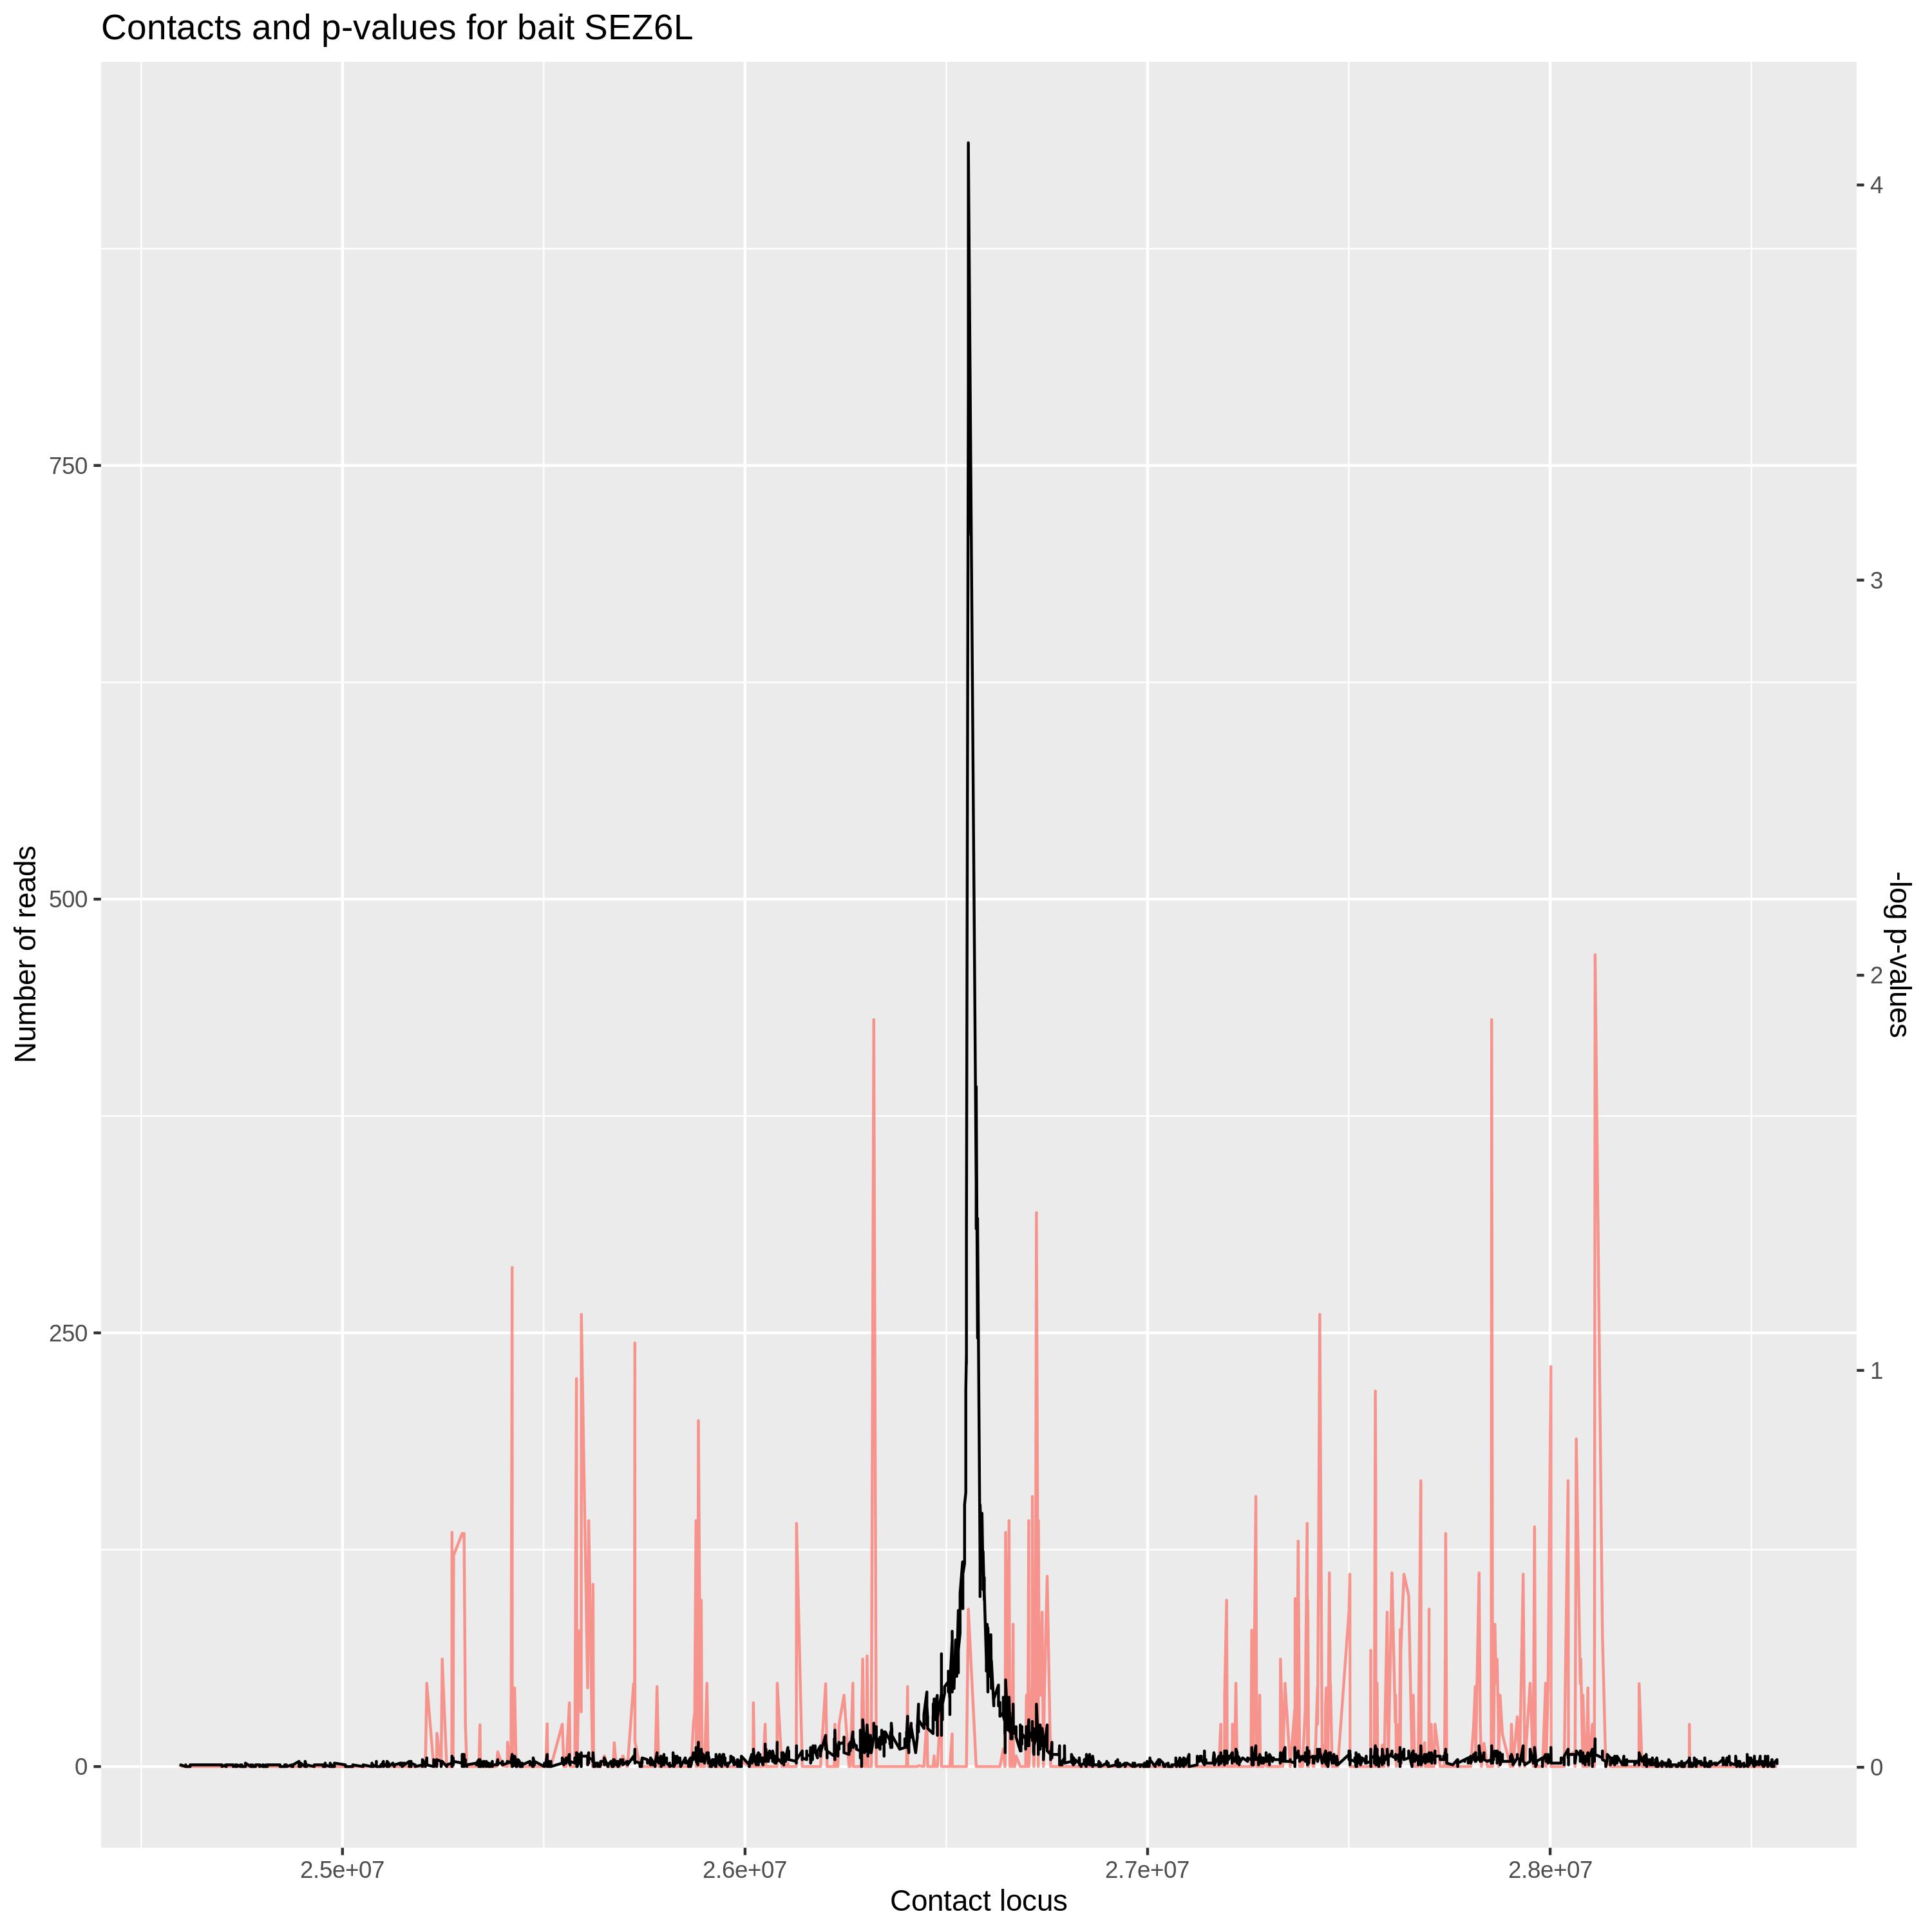 Contacts and p-values for bait SEZ6L
Number of reads
750
500
250
0
4
3
2
1
0
-log p-values
2.5e+07
2.6e+07
2.7e+07
2.8e+07
Contact locus